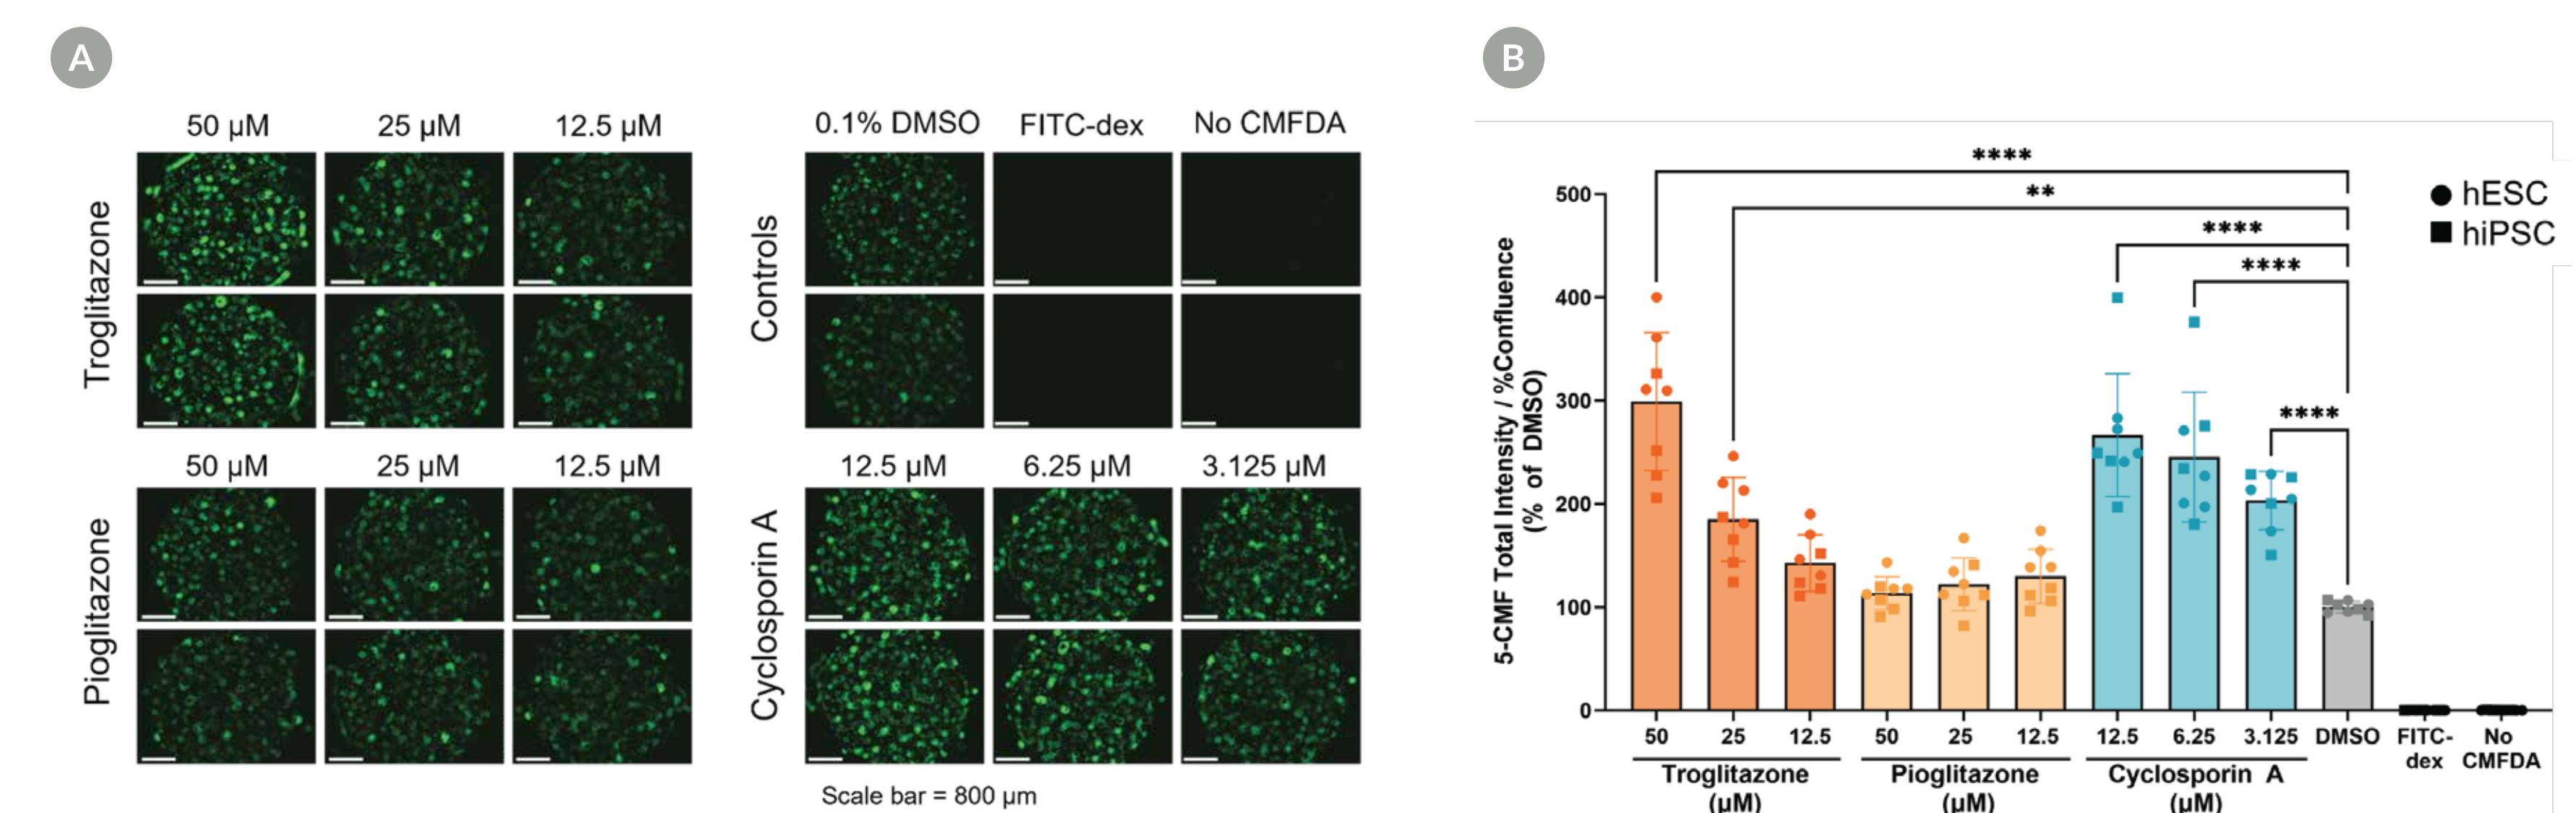 A
50 µM 25 µM 12.5 µM
Troglitazone
50 µM 25 µM 12.5 µM
Pioglitazone
0.1% DMSO FITC-dex No CMFDA
Controls
12.5 µM 6.25 µM 3.125 µM
Cyclosporin A
Scale bar = 800 µm
B
5-CMF Total Intensity / %Confluence
(% of DMSO)
500
400
300
200
100
0
****
**
****
****
****
hESC
hiPSC
50 25 12.5 50 25 12.5 12.5 6.25 3.125 DMSO FITC- No
dex CMFDA
Troglitazone Pioglitazone Cyclosporin A
(µM) (µM) (µM)